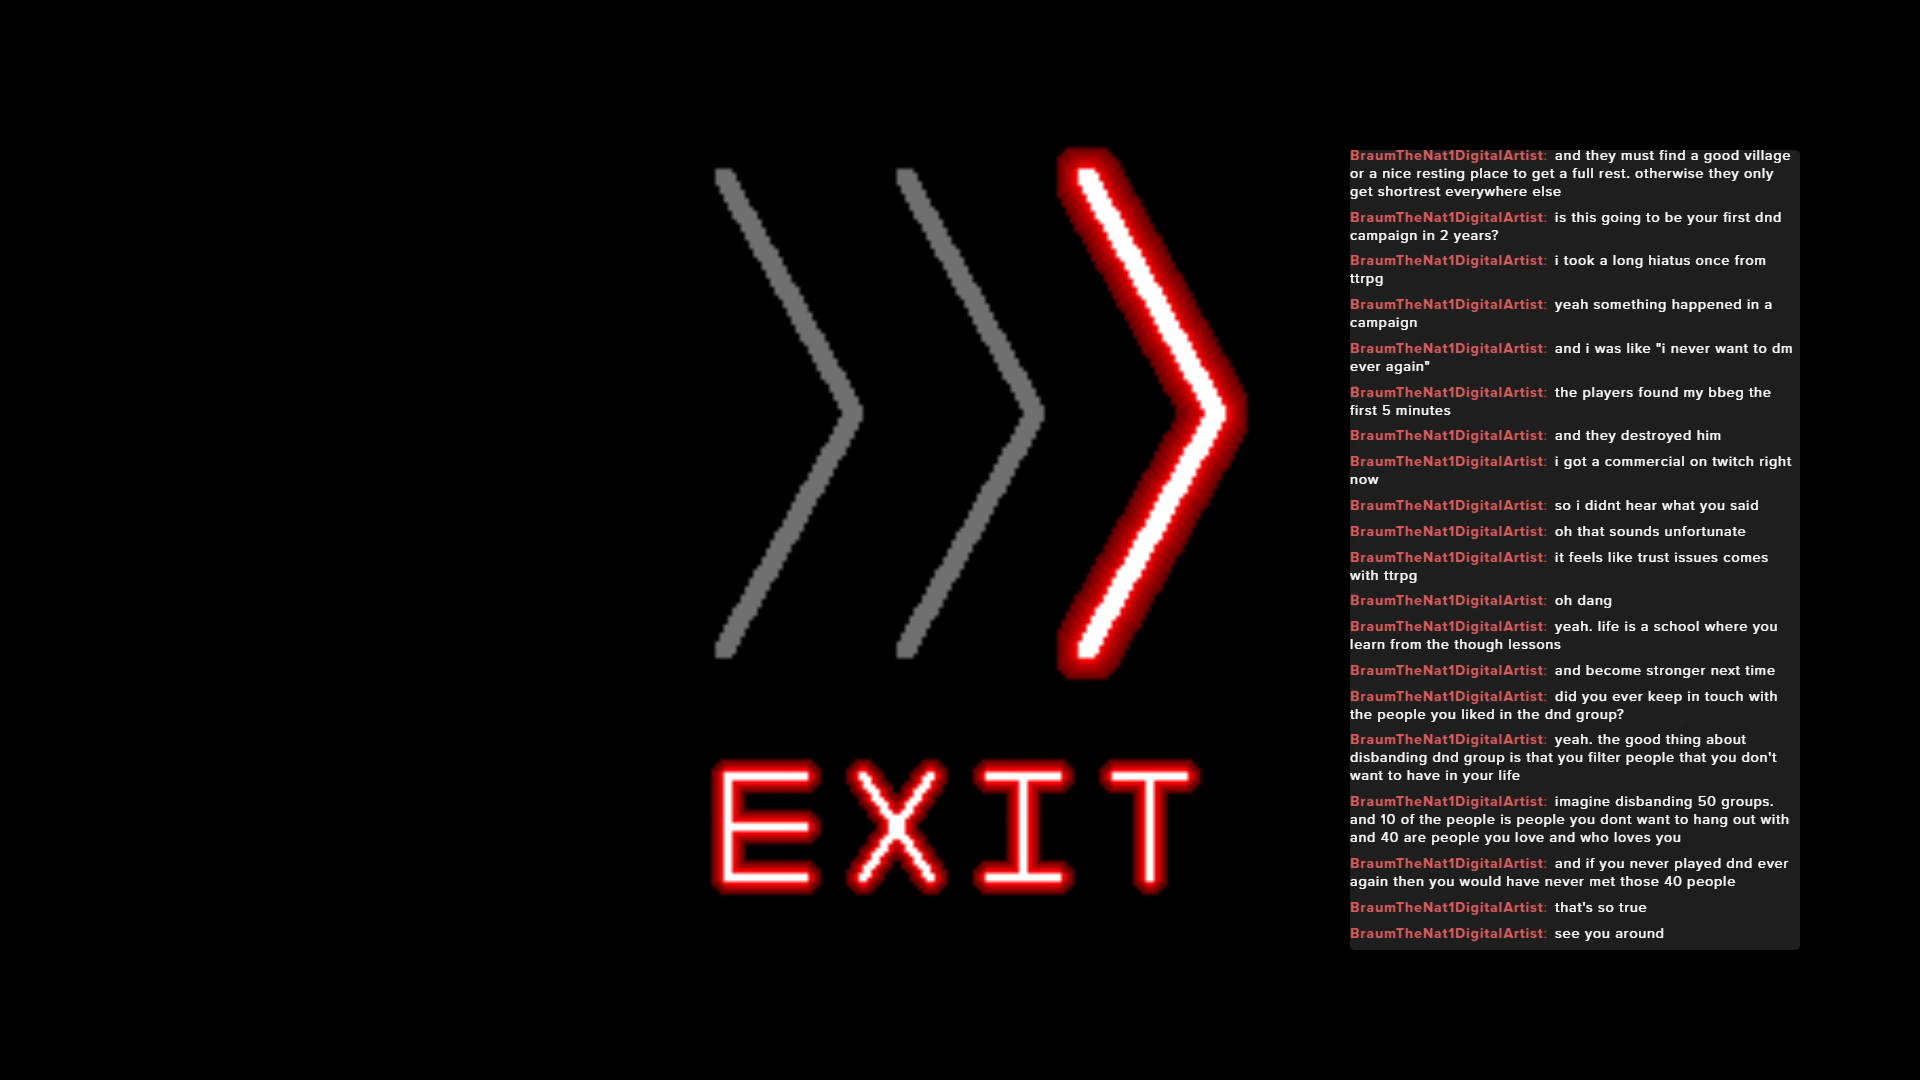 EXIT
BraumTheNat1DigitalArtist: and they must find a good village
or a nice resting place to get a full rest. otherwise they only
get shortrest everywhere else
BraumTheNat1DigitalArtist: is this going to be your first dnd
campaign in 2 years?
BraumTheNat1DigitalArtist: i took a long hiatus once from
ttrpg
BraumTheNat1DigitalArtist: yeah something happened in a
campaign
BraumTheNat1DigitalArtist: and i was like "i never want to dm
ever again"
BraumTheNat1DigitalArtist: the players found my bbeg the
first 5 minutes
BraumTheNat1DigitalArtist: and they destroyed him
BraumTheNat1DigitalArtist: i got a commercial on twitch right
now
BraumTheNat1DigitalArtist: so i didnt hear what you said
BraumTheNat1DigitalArtist: oh that sounds unfortunate
BraumTheNat1DigitalArtist: it feels like trust issues comes
with ttrpg
BraumTheNat1DigitalArtist: oh dang
BraumTheNat1DigitalArtist: yeah. life is a school where you
learn from the though lessons
BraumTheNat1DigitalArtist: and become stronger next time
BraumTheNat1DigitalArtist: did you ever keep in touch with
the people you liked in the dnd group?
BraumTheNat1DigitalArtist: yeah. the good thing about
disbanding dnd group is that you filter people that you don't
want to have in your life
BraumTheNat1DigitalArtist: imagine disbanding 50 groups.
and 10 of the people is people you dont want to hang out with
and 40 are people you love and who loves you
BraumTheNat1DigitalArtist: and if you never played dnd ever
again then you would have never met those 40 people
BraumTheNat1DigitalArtist: that's so true
BraumTheNat1DigitalArtist: see you around